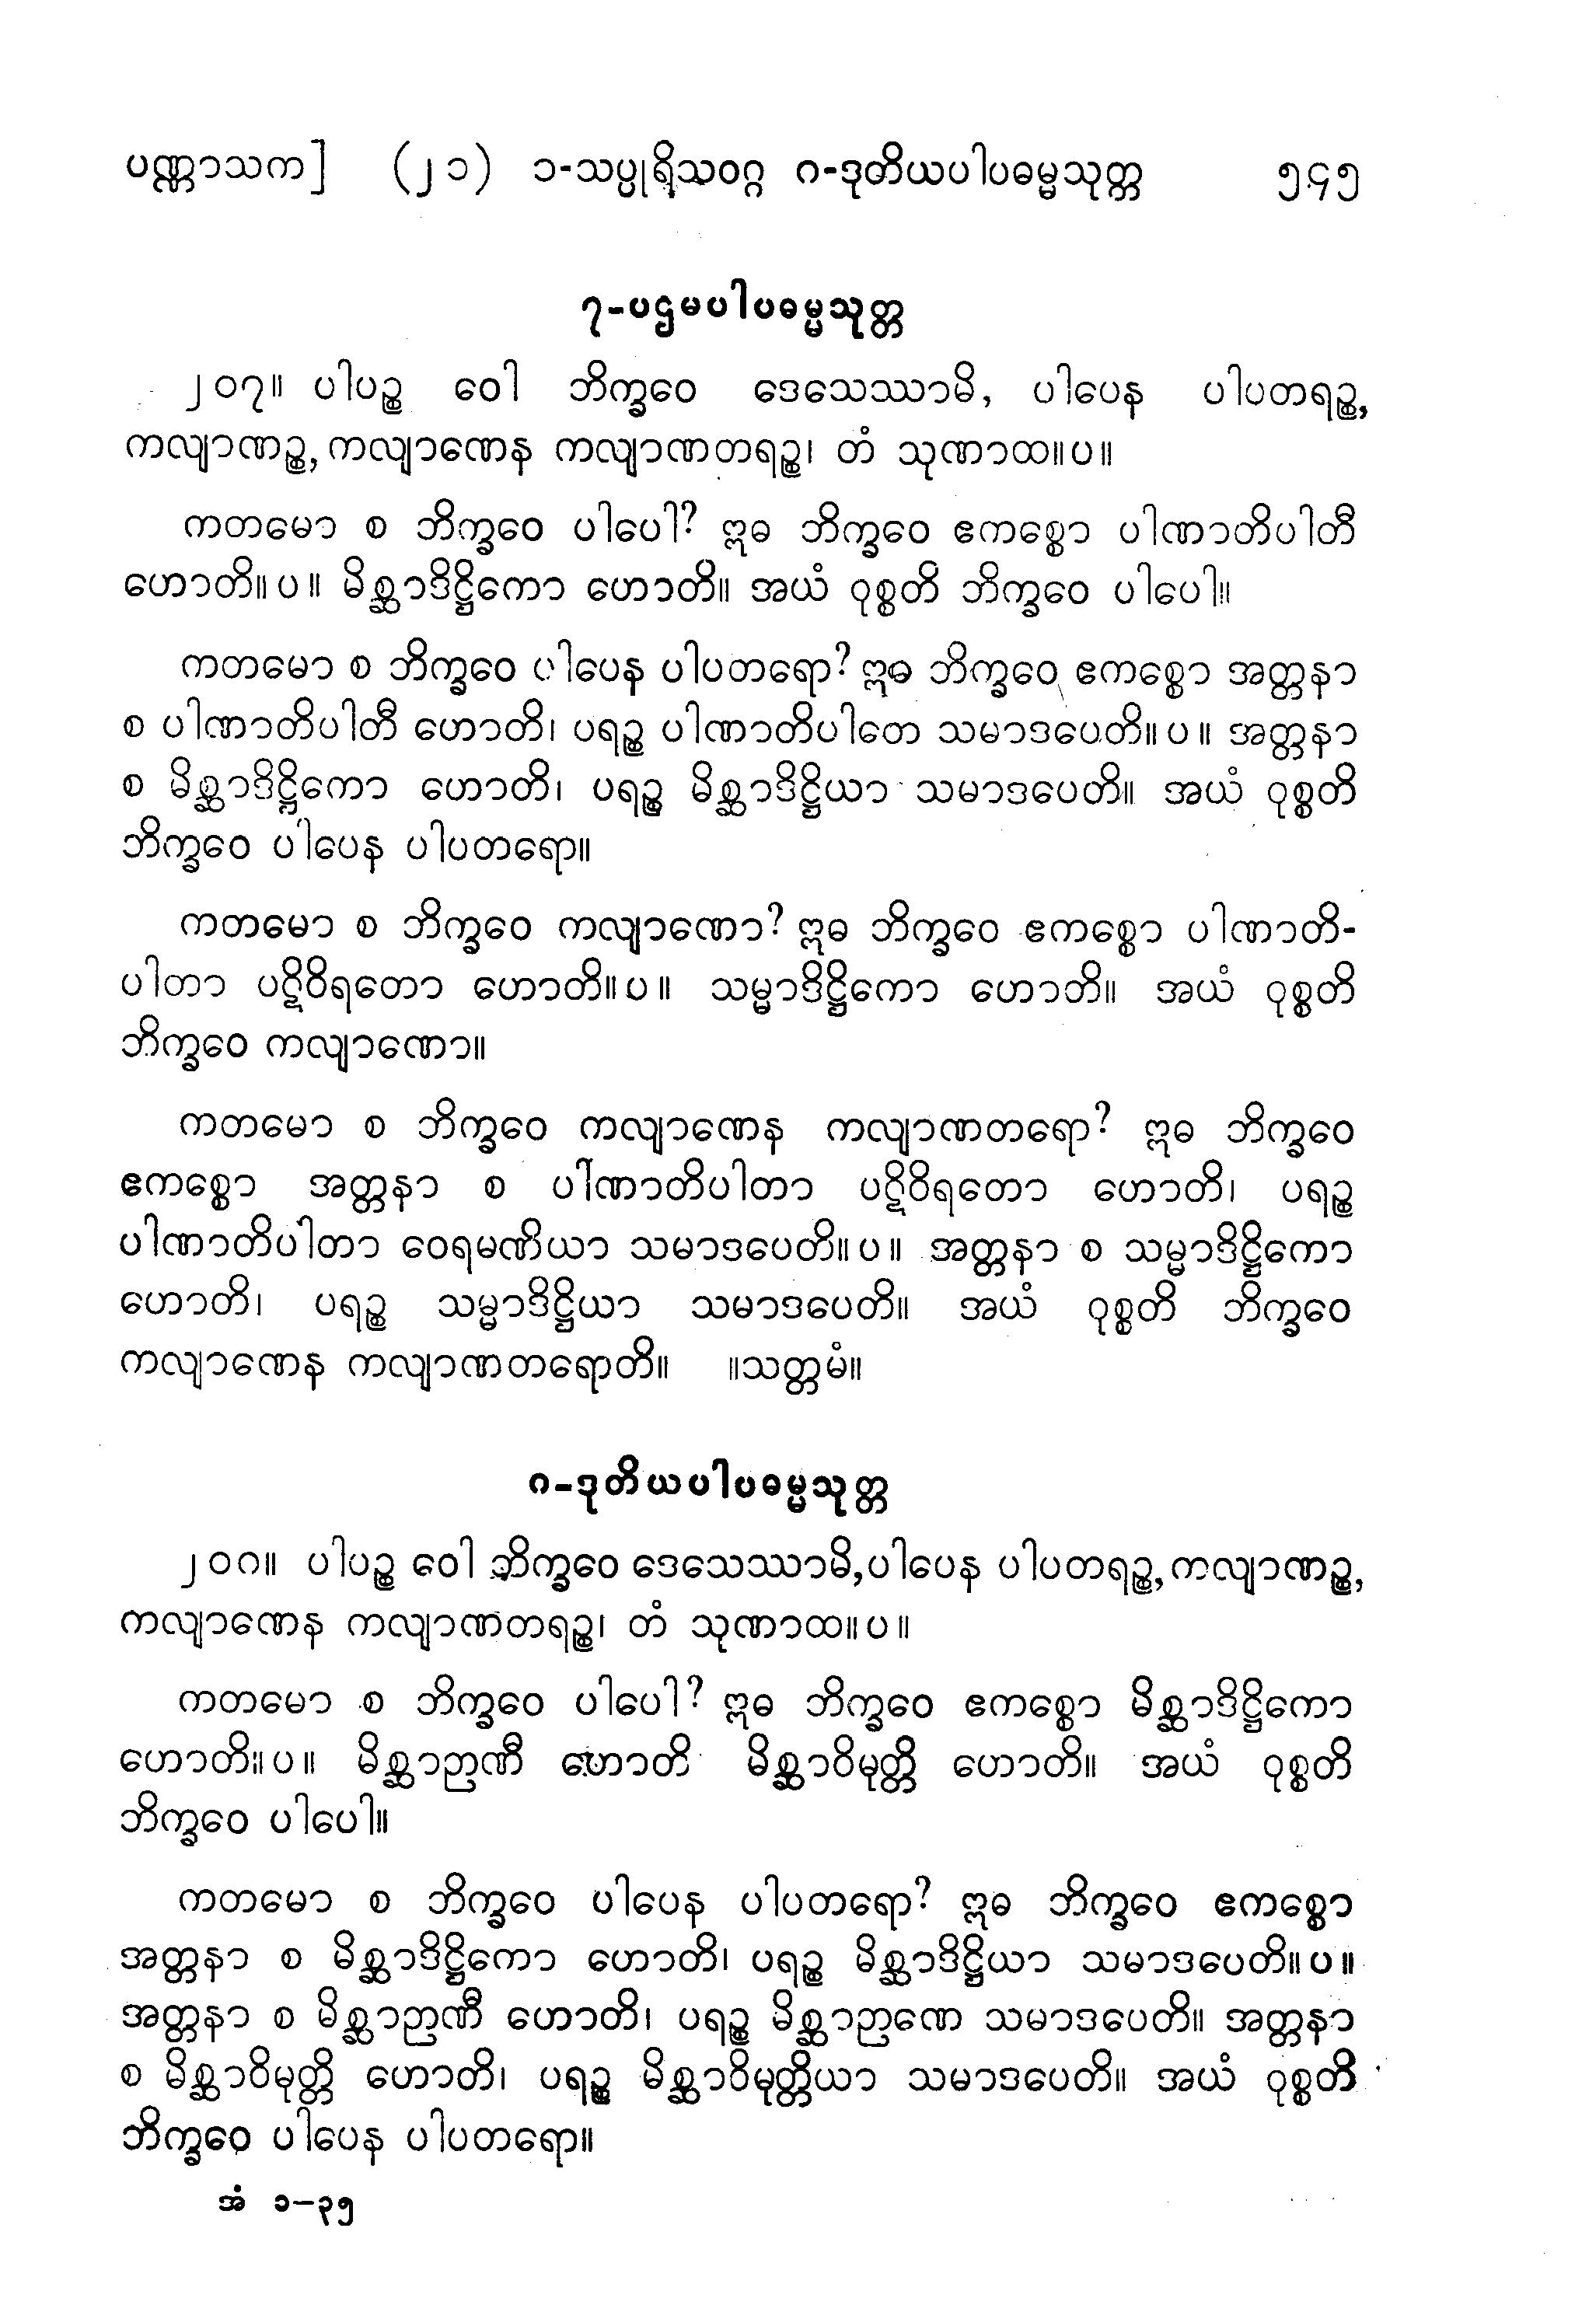 ပဏ္ဏာသက] (၂၁) ၁-သပ္ပုရိသဝဂ္ဂ ဂ-ဒုတိယပါပဓမ္မသုတ္တ ၅၄၅
၇-ပဌမပါပဓမ္မသုတ္တ
၂၀၇။ ပါပဉ္စ ဝေါ ဘိက္ခဝေ ဒေသေဿာမိ, ပါပေန ပါပတရဉ္စ,
ကလျာဏဉ္စ, ကလျာဏေန ကလျာဏတရဉ္စ၊ တံ သုဏာထ။ပ။
ကတမော စ ဘိက္ခဝေ ပါပေါ? ဣဓ ဘိက္ခဝေ ဧကစ္စော ပါဏာတိပါတီ
ဟောတိ။ပ။ မိစ္ဆာဒိဋ္ဌိကော ဟောတိ။ အယံ ဝုစ္စတိ ဘိက္ခဝေ ပါပေါ။
ကတမော စ ဘိက္ခဝေ ပါပေန ပါပတရော? ဣဓ ဘိက္ခဝေ ဧကစ္စော အတ္တနာ
စ ပါဏာတိပါတီ ဟောတိ၊ ပရဉ္စ ပါဏာတိပါတေ သမာဒပေတိ။ပ။ အတ္တနာ
စ မိစ္ဆာဒိဋ္ဌိကော ဟောတိ၊ ပရဉ္စ မိစ္ဆာဒိဋ္ဌိယာ သမာဒပေတိ။ အယံ ဝုစ္စတိ
ဘိက္ခဝေ ပါပေန ပါပတရော။
ကတမော စ ဘိက္ခဝေ ကလျာဏော? ဣဓ ဘိက္ခဝေ ဧကစ္စော ပါဏာတိ-
ပါတာ ပဋိဝိရတော ဟောတိ။ပ။ သမ္မာဒိဋ္ဌိကော ဟောတိ။ အယံ ဝုစ္စတိ
ဘိက္ခဝေ ကလျာဏော။
ကတမော စ ဘိက္ခဝေ ကလျာဏေန ကလျာဏတရော? ဣဓ ဘိက္ခဝေ
ဧကစ္စော အတ္တနာ စ ပါဏာတိပါတာ ပဋိဝိရတော ဟောတိ၊ ပရဉ္စ
ပါဏာတိပါတာ ဝေရမဏိယာ သမာဒပေတိ။ပ။ အတ္တနာ စ သမ္မာဒိဋ္ဌိကော
ဟောတိ၊ ပရဉ္စ သမ္မာဒိဋ္ဌိယာ သမာဒပေတိ။ အယံ ဝုစ္စတိ ဘိက္ခဝေ
ကလျာဏေန ကလျာဏတရောတိ။ ။သတ္တမံ။
ဂ-ဒုတိယပါပဓမ္မသုတ္တ
၂၀ဂ။ ပါပဉ္စ ဝေါ ဘိက္ခဝေ ဒေသေဿာမိ,ပါပေန ပါပတရဉ္စ,ကလျာဏဉ္စ,
ကလျာဏေန ကလျာဏတရဉ္စ၊ တံ သုဏာထ။ပ။
ကတမော စ ဘိက္ခဝေ ပါပေါ? ဣဓ ဘိက္ခဝေ ဧကစ္စော မိစ္ဆာဒိဋ္ဌိကော
ဟောတိ။ပ။ မိစ္ဆာဉာဏီ ဟောတိ မိစ္ဆာဝိမုတ္တိ ဟောတိ။ အယံ ဝုစ္စတိ
ဘိက္ခဝေ ပါပေါ။
ကတမော စ ဘိက္ခဝေ ပါပေန ပါပတရော? ဣဓ ဘိက္ခဝေ ဧကစ္စော
အတ္တနာ စ မိစ္ဆာဒိဋ္ဌိကော ဟောတိ၊ ပရဉ္စ မိစ္ဆာဒိဋ္ဌိယာ သမာဒပေတိ။ပ။
အတ္တနာ စ မိစ္ဆာဉာဏီ ဟောတိ၊ ပရဉ္စ မိစ္ဆာဉာဏေ သမာဒပေတိ။ အတ္တနာ
စ မိစ္ဆာဝိမုတ္တိ ဟောတိ၊ ပရဉ္စ မိစ္ဆာဝိမုတ္တိယာ သမာဒပေတိ။ အယံ ဝုစ္စတိ
ဘိက္ခဝေ ပါပေန ပါပတရော။
အံ ၁–၃၅